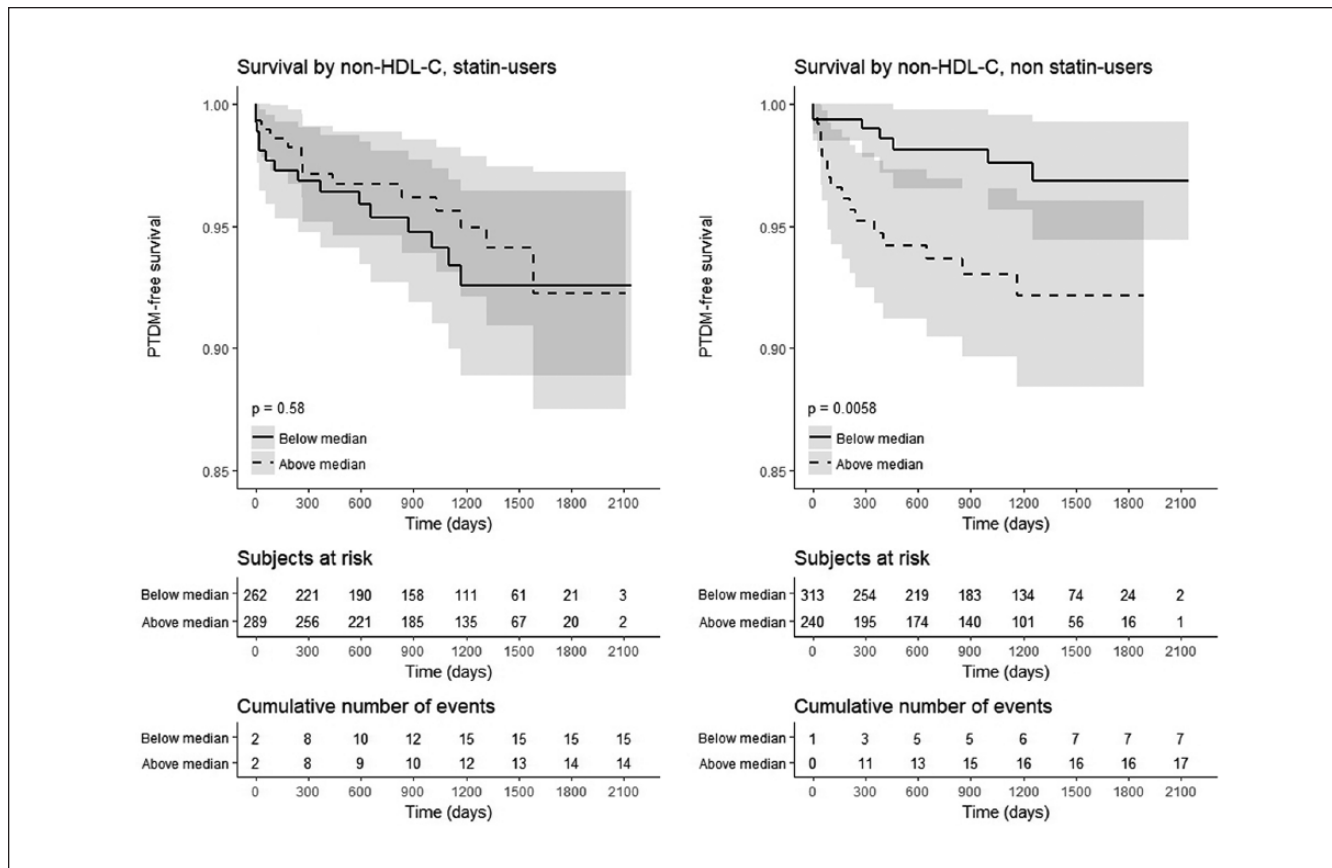 Survival by non-HDL-C, statin-users
1.00
0.95
0.90
0.85
PTDM-free survival
p = 0.58
Below median
Above median
0 300 600 900 1200 1500 1800 2100
Time (days)
Subjects at risk
Below median 262 221 190 158 111 61 21 3
Above median 289 256 221 185 135 67 20 2
0 300 600 900 1200 1500 1800 2100
Time (days)
Cumulative number of events
Below median 2 8 10 12 15 15 15 15
Above median 2 8 9 10 12 13 14 14
0 300 600 900 1200 1500 1800 2100
Time (days)
Survival by non-HDL-C, non statin-users
1.00
0.95
0.90
0.85
PTDM-free survival
p = 0.0058
Below median
Above median
0 300 600 900 1200 1500 1800 2100
Time (days)
Subjects at risk
Below median 313 254 219 183 134 74 24 2
Above median 240 195 174 140 101 56 16 1
0 300 600 900 1200 1500 1800 2100
Time (days)
Cumulative number of events
Below median 1 3 5 5 6 7 7 7
Above median 0 11 13 15 16 16 16 17
0 300 600 900 1200 1500 1800 2100
Time (days)